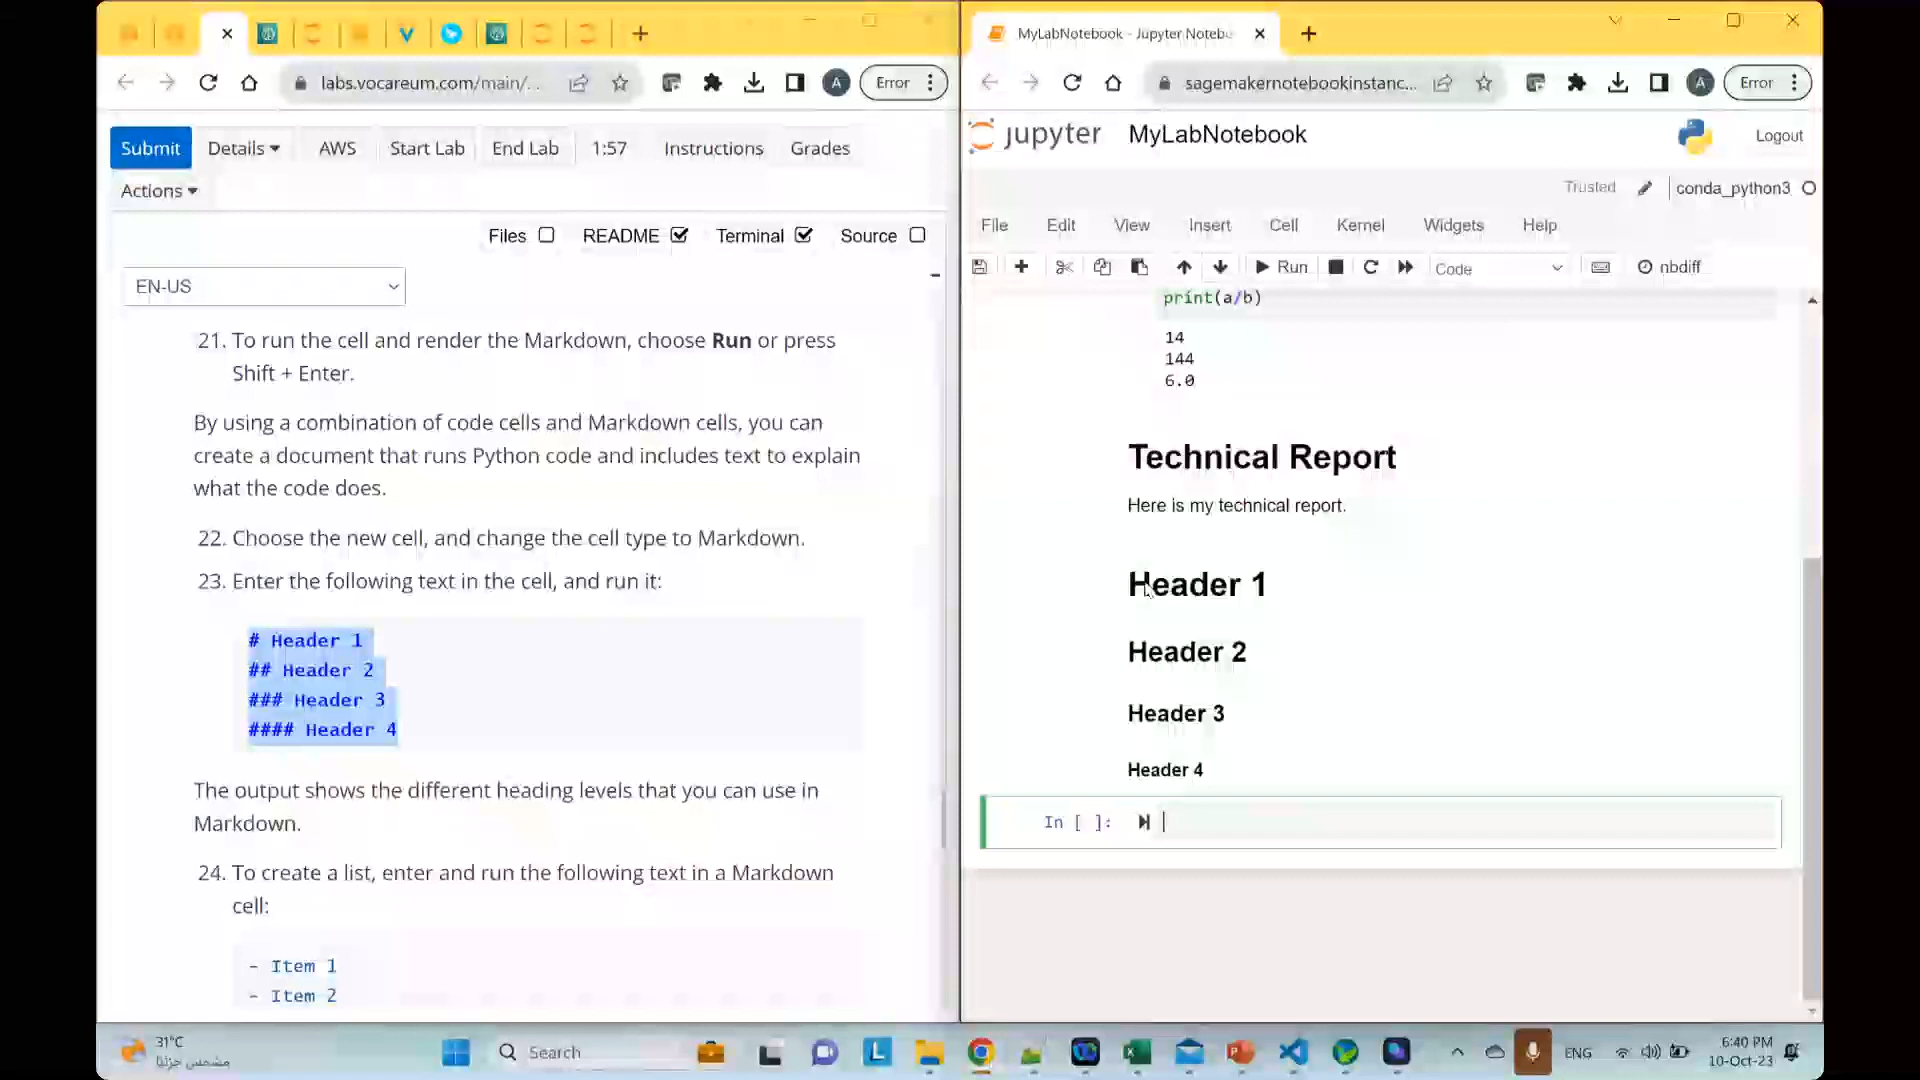 labs.vocareum.com/main/...
A
Error
Submit
Details
AWS
Start Lab
End Lab
1:57
Instructions
Grades
Actions
Files
README
Terminal
Source
EN-US
21. To run the cell and render the Markdown, choose Run or press
Shift + Enter.
By using a combination of code cells and Markdown cells, you can
create a document that runs Python code and includes text to explain
what the code does.
22. Choose the new cell, and change the cell type to Markdown.
23. Enter the following text in the cell, and run it:
# Header 1
## Header 2
### Header 3
#### Header 4
The output shows the different heading levels that you can use in
Markdown.
24. To create a list, enter and run the following text in a Markdown
cell:
- Item 1
- Item 2
MyLabNotebook - Jupyter Notebu
sagemakernotebookinstanc...
A
Error
jupyter
MyLabNotebook
Logout
Trusted
conda_python3
File
Edit
View
Insert
Cell
Kernel
Widgets
Help
Run
Code
nbdiff
print(a/b)
14
144
6.0
Technical Report
Here is my technical report.
Header 1
Header 2
Header 3
Header 4
In [ ]:
31°C
مشمس جزئيًا
Search
L
ENG
6:40 PM
10-Oct-23